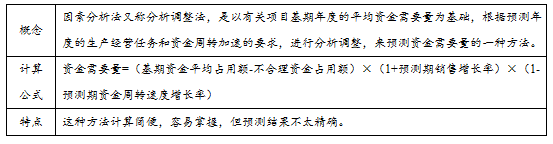 概念
因素分析法又称分析调整法，是以有关项目基期年度的平均资金需要量为基础，根据预测年
度的生产经营任务和资金周转加速的要求，进行分析调整，来预测资金需要量的一种方法。
计算
公式
资金需要量=（基期资金平均占用额-不合理资金占用额）×（1+预测期销售增长率）×（1-
预测期资金周转速度增长率）
特点
这种方法计算简便，容易掌握，但预测结果不太精确。